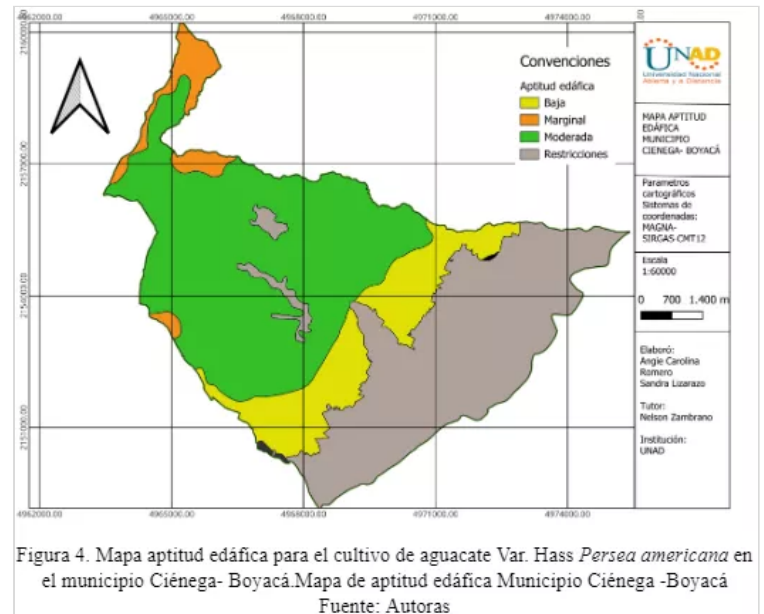 4962000.00 4965000.00 4968000.00 4971000.00 4974000.00
2160000.00
2157000.00
2154000.00
2151000.00
Convenciones
Aptitud edáfica
Baja
Marginal
Moderada
Restricciones
UNAD
Universidad Nacional
Abierta y a Distancia
MAPA APTITUD
EDÁFICA
MUNICIPIO
CIENEGA- BOYACÁ
Parametros
cartográficos
Sistemas de
coordenadas:
MAGNA-
SIRGAS-CMT12
Escala
1:60000
0 700 1.400 m
Elaboró:
Angie Carolina
Romero
Sandra Lizarazo
Tutor:
Nelson Zambrano
Institución:
UNAD
4962000.00 4965000.00 4968000.00 4971000.00 4974000.00
Figura 4. Mapa aptitud edáfica para el cultivo de aguacate Var. Hass Persea americana en
el municipio Ciénega- Boyacá.Mapa de aptitud edáfica Municipio Ciénega -Boyacá
Fuente: Autoras